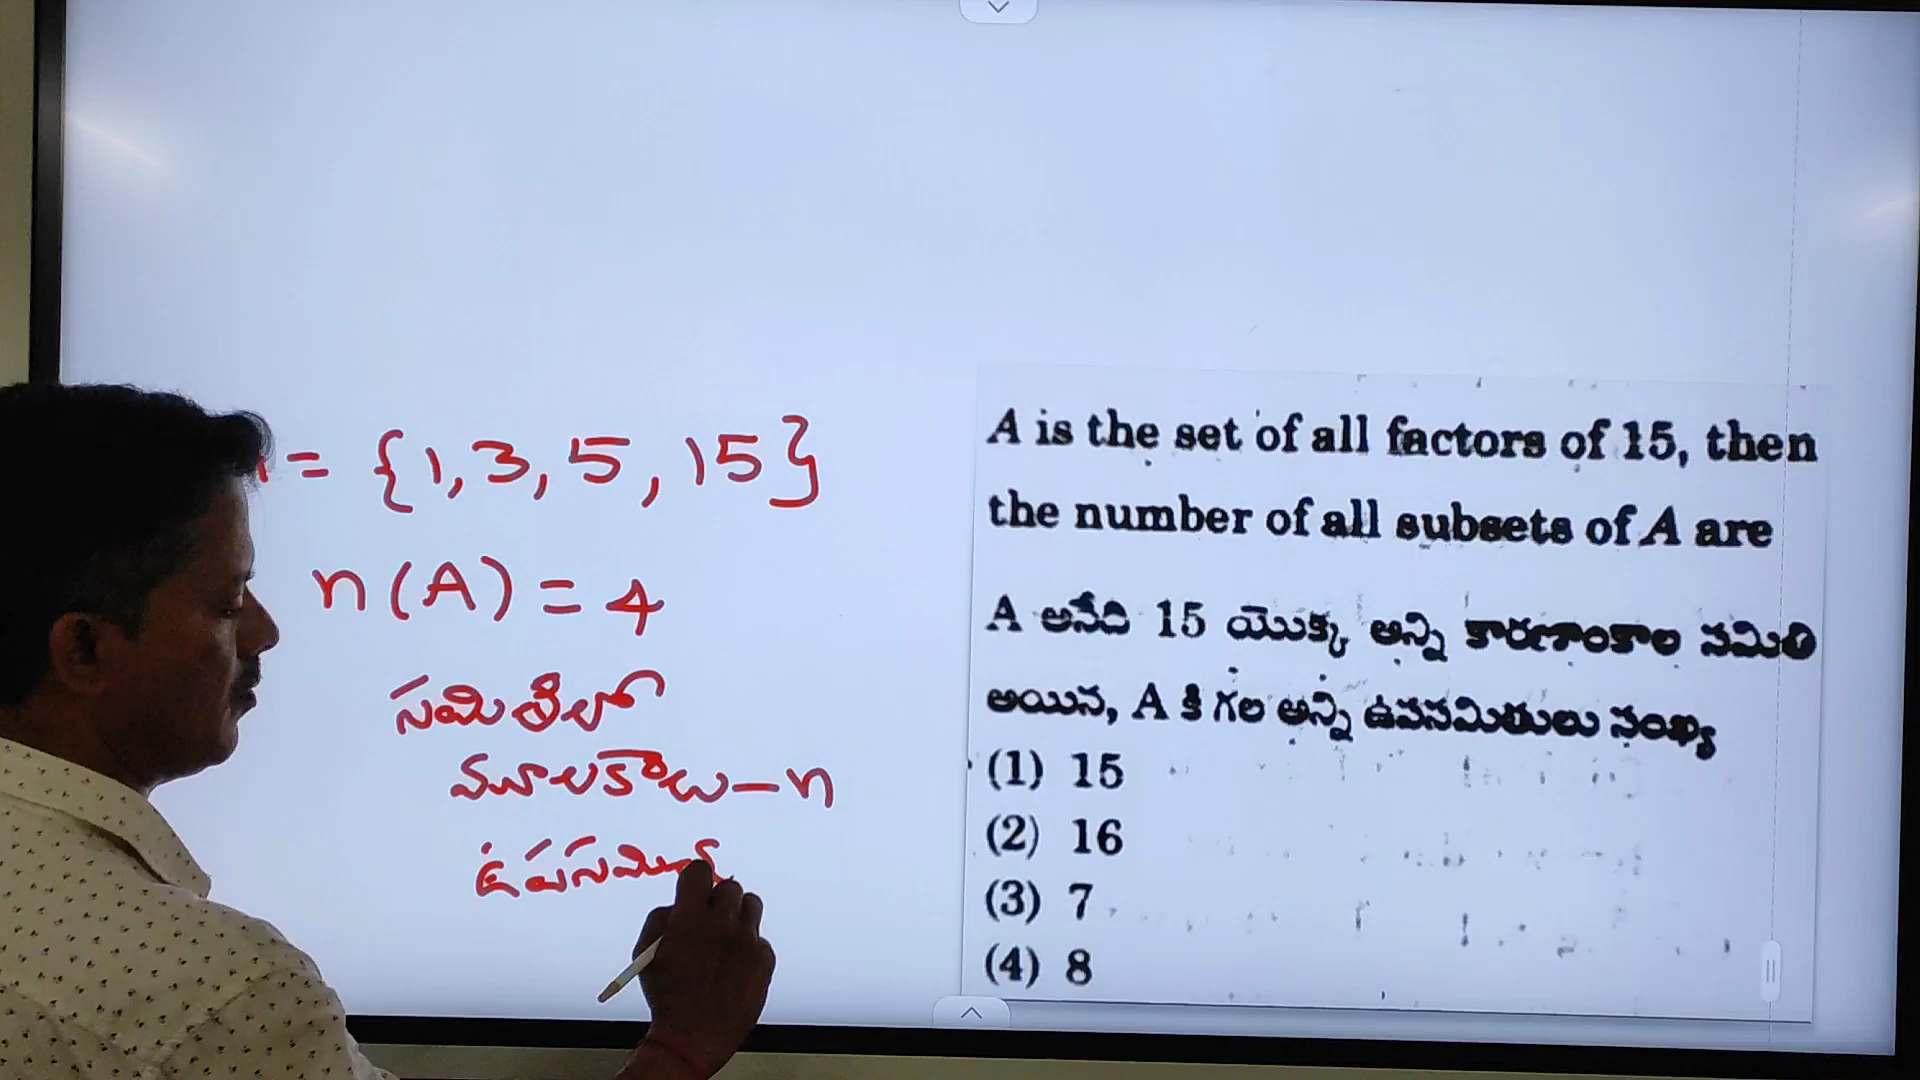 = {1, 3, 5, 15}
n(A) = 4
సమితిలో
మూలకాలు - n
A is the set of all factors of 15, then
the number of all subsets of A are
A అనేది 15 యొక్క అన్ని కారణాంకాల సమితి
అయిన, A కి గల అన్ని ఉపసమితులు సంఖ్య
(1) 15
(2) 16
(3) 7
(4) 8